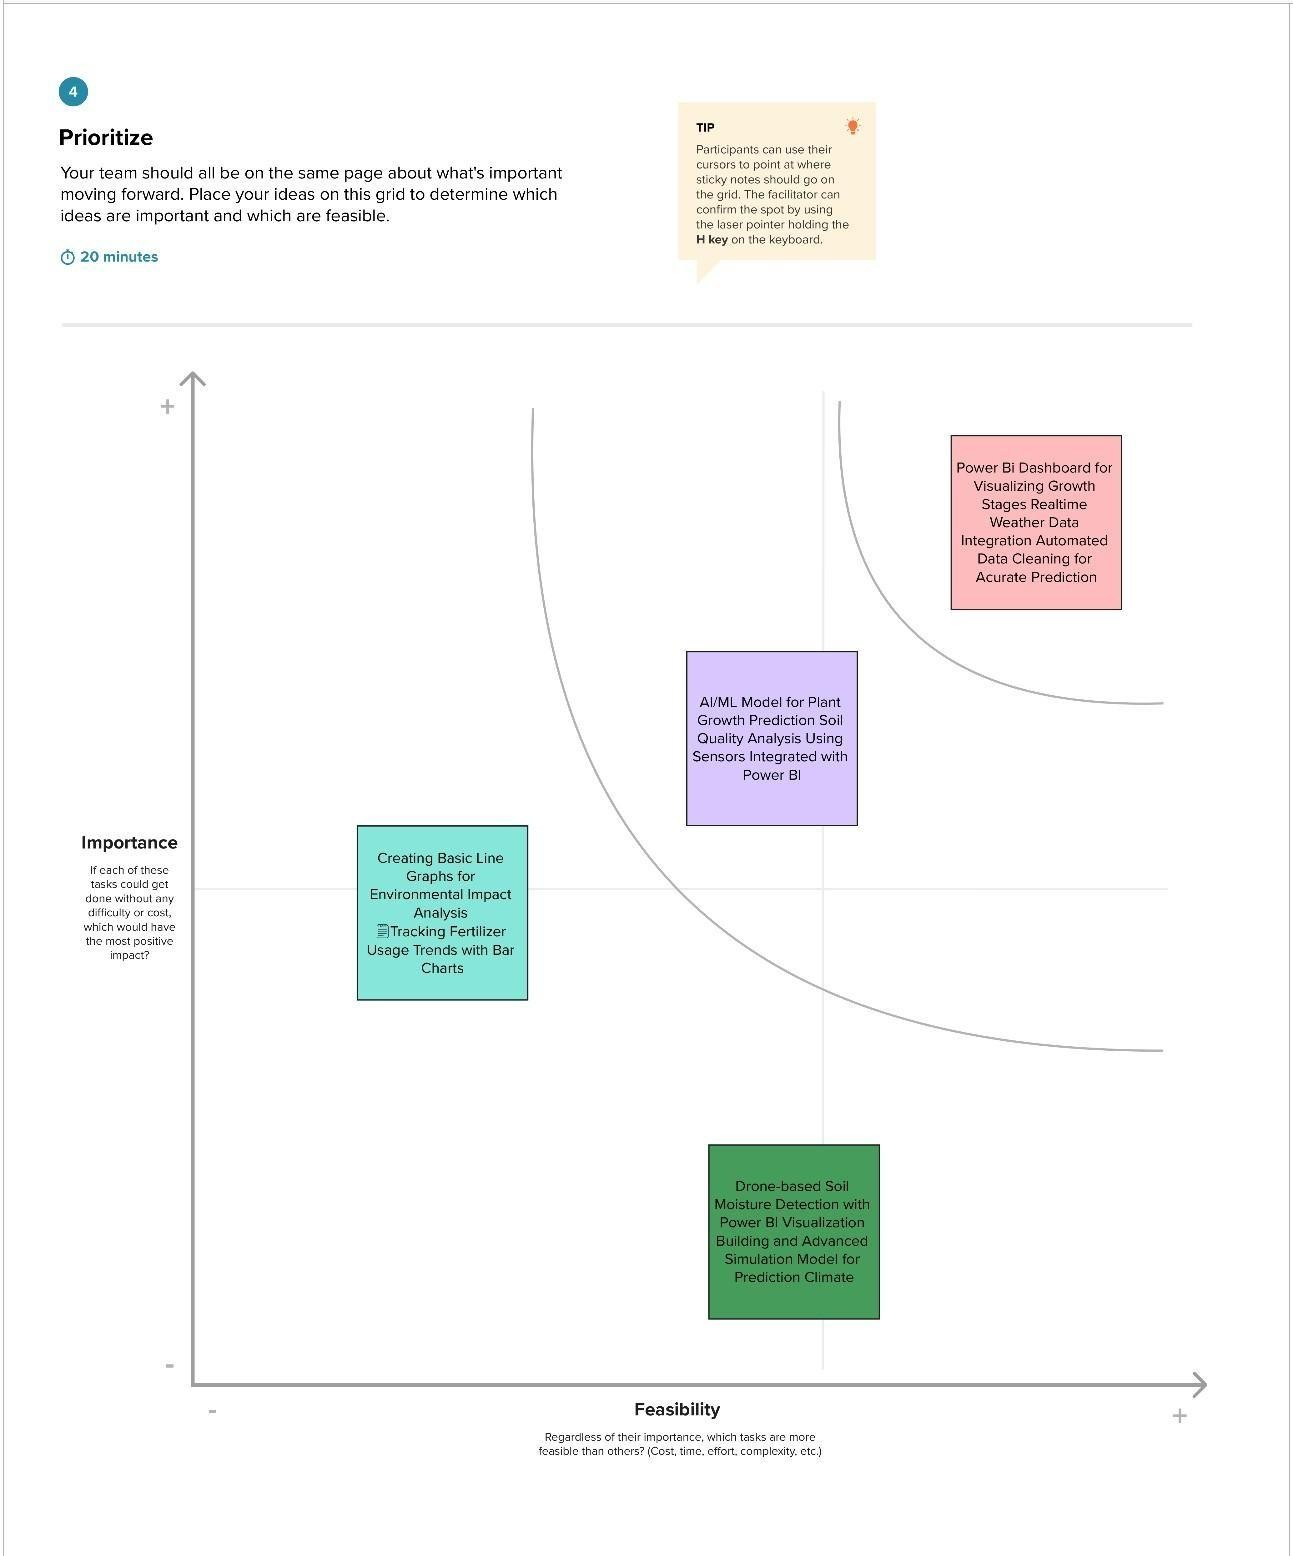 4
Prioritize
Your team should all be on the same page about what's important
moving forward. Place your ideas on this grid to determine which
ideas are important and which are feasible.
20 minutes
TIP
Participants can use their
cursors to point at where
sticky notes should go on
the grid. The facilitator can
confirm the spot by using
the laser pointer holding the
H key on the keyboard.
+
Power Bi Dashboard for
Visualizing Growth
Stages Realtime
Weather Data
Integration Automated
Data Cleaning for
Acurate Prediction
AI/ML Model for Plant
Growth Prediction Soil
Quality Analysis Using
Sensors Integrated with
Power BI
Importance
If each of these
tasks could get
done without any
difficulty or cost,
which would have
the most positive
impact?
Creating Basic Line
Graphs for
Environmental Impact
Analysis
Tracking Fertilizer
Usage Trends with Bar
Charts
Drone-based Soil
Moisture Detection with
Power BI Visualization
Building and Advanced
Simulation Model for
Prediction Climate
-
-
Feasibility
+
Regardless of their importance, which tasks are more
feasible than others? (Cost, time, effort, complexity, etc.)